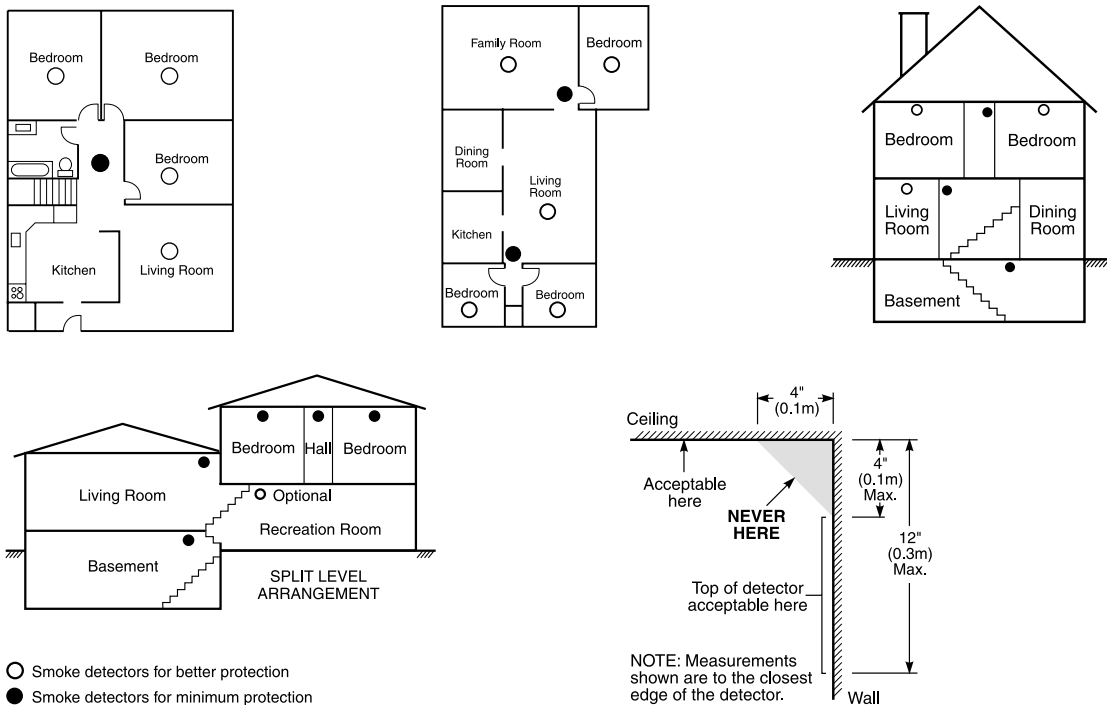 Bedroom
Bedroom
Bedroom
Kitchen
Living Room
Family Room
Bedroom
Dining
Room
Living
Room
Kitchen
Bedroom
Bedroom
Bedroom
Bedroom
Living
Room
Dining
Room
Basement
Bedroom
Hall
Bedroom
Living Room
Optional
Recreation Room
Basement
SPLIT LEVEL
ARRANGEMENT
Smoke detectors for better protection
Smoke detectors for minimum protection
4"
(0.1m)
Ceiling
Acceptable
here
NEVER
HERE
4"
(0.1m)
Max.
12"
(0.3m)
Max.
Top of detector
acceptable here
NOTE: Measurements
shown are to the closest
edge of the detector.
Wall